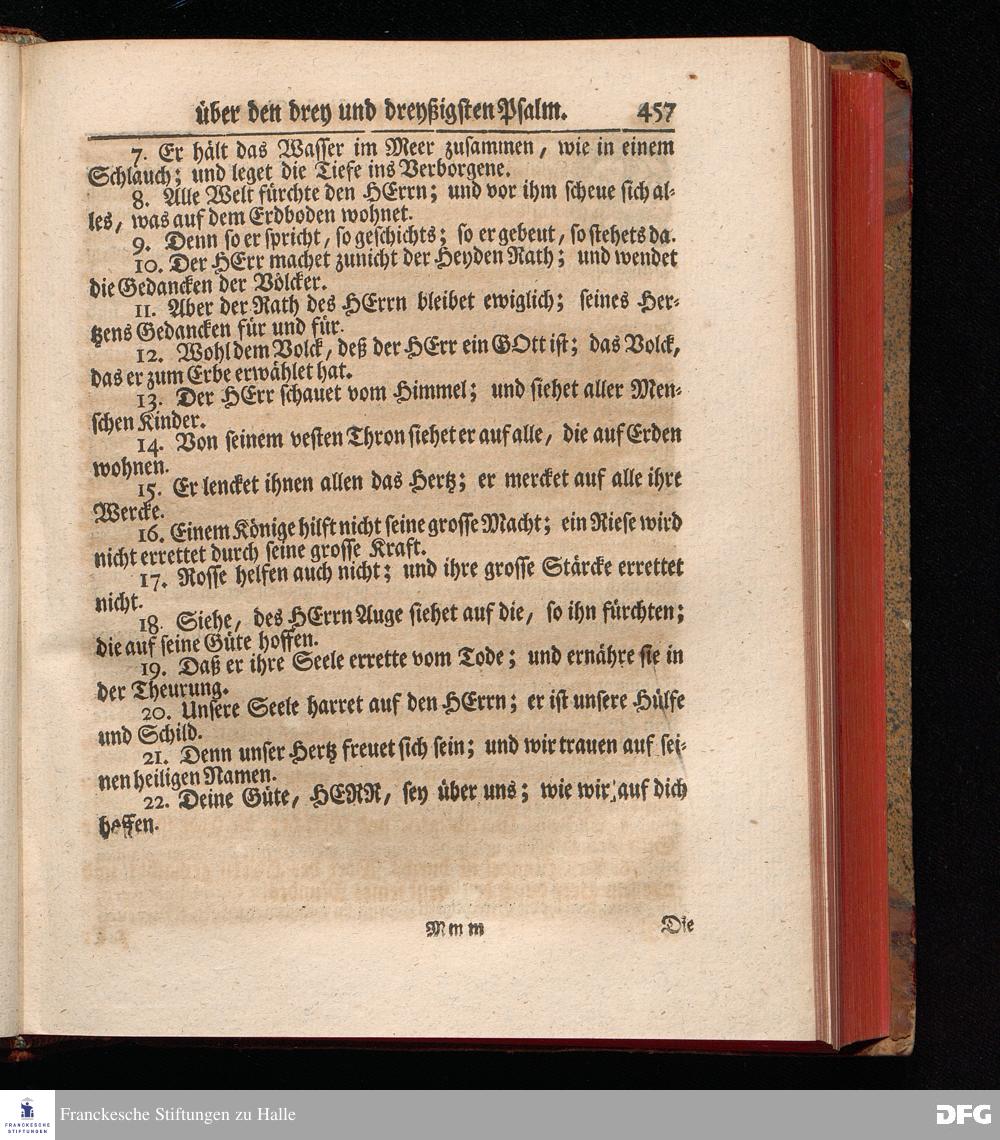 über den drey und dreyßigsten Psalm. 457
7. Er hält das Wasser im Meer zusammen, wie in einem
Schlauch; und leget die Tiefe ins Verborgene.
8. Alle Welt fürchte den HErrn; und vor ihm scheue sich al-
les, was auf dem Erdboden wohnet.
9. Denn so er spricht, so geschichts; so er gebeut, so stehets da.
10. Der HErr machet zunicht der Heyden Rath; und wendet
die Gedancken der Völcker.
11. Aber der Rath des HErrn bleibet ewiglich; seines Her-
tzens Gedancken für und für.
12. Wohl dem Volck, deß der HErr ein GOtt ist; das Volck,
das er zum Erbe erwählet hat.
13. Der HErr schauet vom Himmel; und siehet aller Men-
schen Kinder.
14. Von seinem vesten Thron siehet er auf alle, die auf Erden
wohnen.
15. Er lencket ihnen allen das Hertz; er mercket auf alle ihre
Wercke.
16. Einem Könige hilft nicht seine grosse Macht; ein Riese wird
nicht errettet durch seine grosse Kraft.
17. Rosse helfen auch nicht; und ihre grosse Stärcke errettet
nicht.
18. Siehe, des HErrn Auge siehet auf die, so ihn fürchten;
die auf seine Güte hoffen.
19. Daß er ihre Seele errette vom Tode; und ernähre sie in
der Theurung.
20. Unsere Seele harret auf den HErrn; er ist unsere Hülfe
und Schild.
21. Denn unser Hertz freuet sich sein; und wir trauen auf sei-
nen heiligen Namen.
22. Deine Güte, HERR, sey über uns; wie wir auf dich
hoffen.
Mmm Die
FRANCKESCHE
STIFTUNGEN
Franckesche Stiftungen zu Halle
DFG